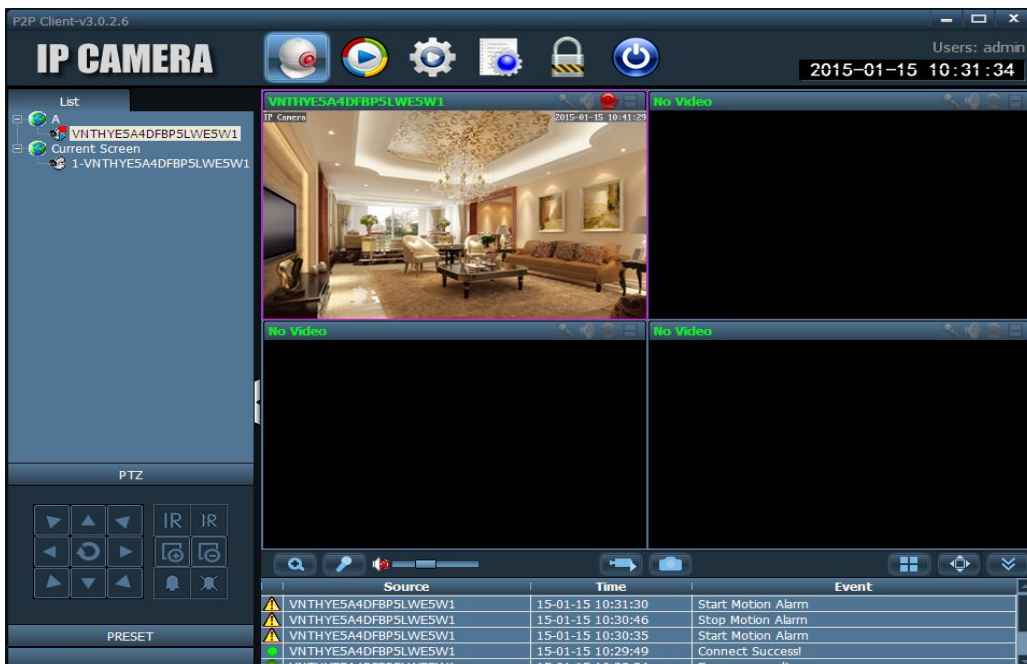 P2P Client-v3.0.2.6
IP CAMERA
Users: admin
2015-01-15 10:31:34
List
A
VNTHYE5A4DFBP5LWE5W1
Current Screen
1-VNTHYE5A4DFBP5LWE5W1
VNTHYE5A4DFBP5LWE5W1
No Video
IP Camera
2015-01-15 10:41:29
No Video
No Video
PTZ
IR
IR
PRESET
Source Time Event
VNTHYE5A4DFBP5LWE5W1 15-01-15 10:31:30 Start Motion Alarm
VNTHYE5A4DFBP5LWE5W1 15-01-15 10:30:46 Stop Motion Alarm
VNTHYE5A4DFBP5LWE5W1 15-01-15 10:30:35 Start Motion Alarm
VNTHYE5A4DFBP5LWE5W1 15-01-15 10:29:49 Connect Success!